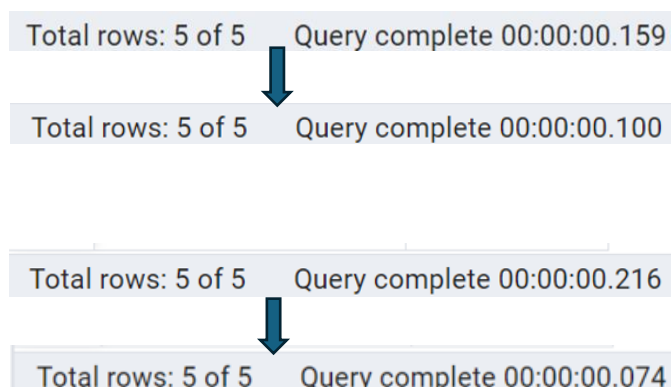 Total rows: 5 of 5 Query complete 00:00:00.159
Total rows: 5 of 5 Query complete 00:00:00.100
Total rows: 5 of 5 Query complete 00:00:00.216
Total rows: 5 of 5 Query complete 00:00:00.074